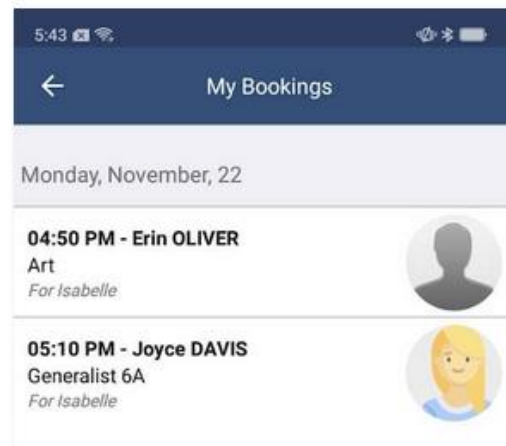 5:43
My Bookings
Monday, November, 22
04:50 PM - Erin OLIVER
Art
For Isabelle
05:10 PM - Joyce DAVIS
Generalist 6A
For Isabelle